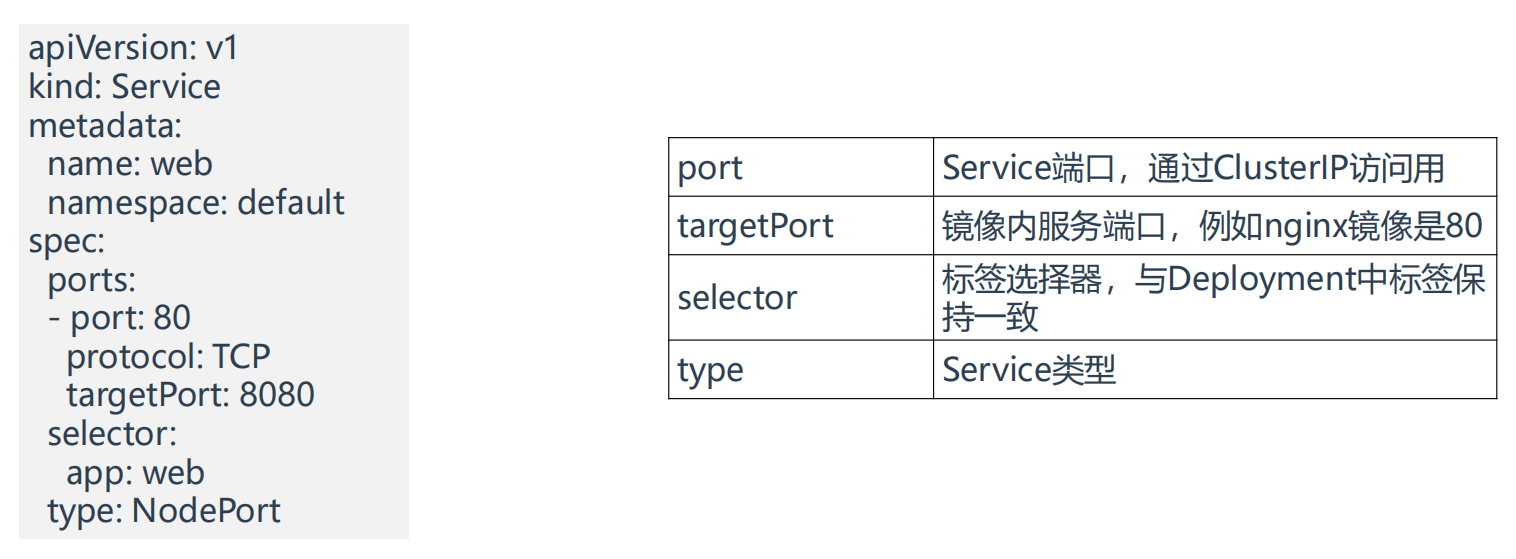 apiVersion: v1
kind: Service
metadata:
  name: web
  namespace: default
spec:
  ports:
  - port: 80
    protocol: TCP
    targetPort: 8080
  selector:
    app: web
  type: NodePort
port
Service端口，通过ClusterIP访问用
targetPort
镜像内服务端口，例如nginx镜像是80
selector
标签选择器，与Deployment中标签保
持一致
type
Service类型